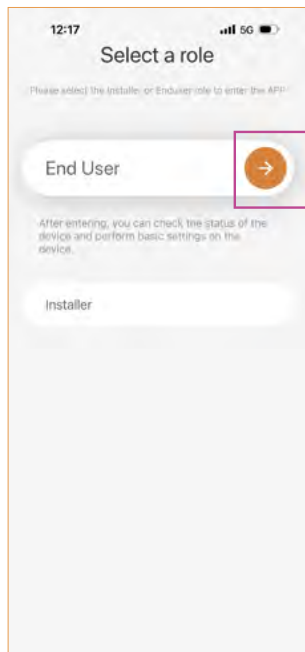 12:17
5G
Select a role
Please select the Installer or Enduser role to enter the APP
End User
After entering, you can check the status of the
device and perform basic settings on the
device.
Installer